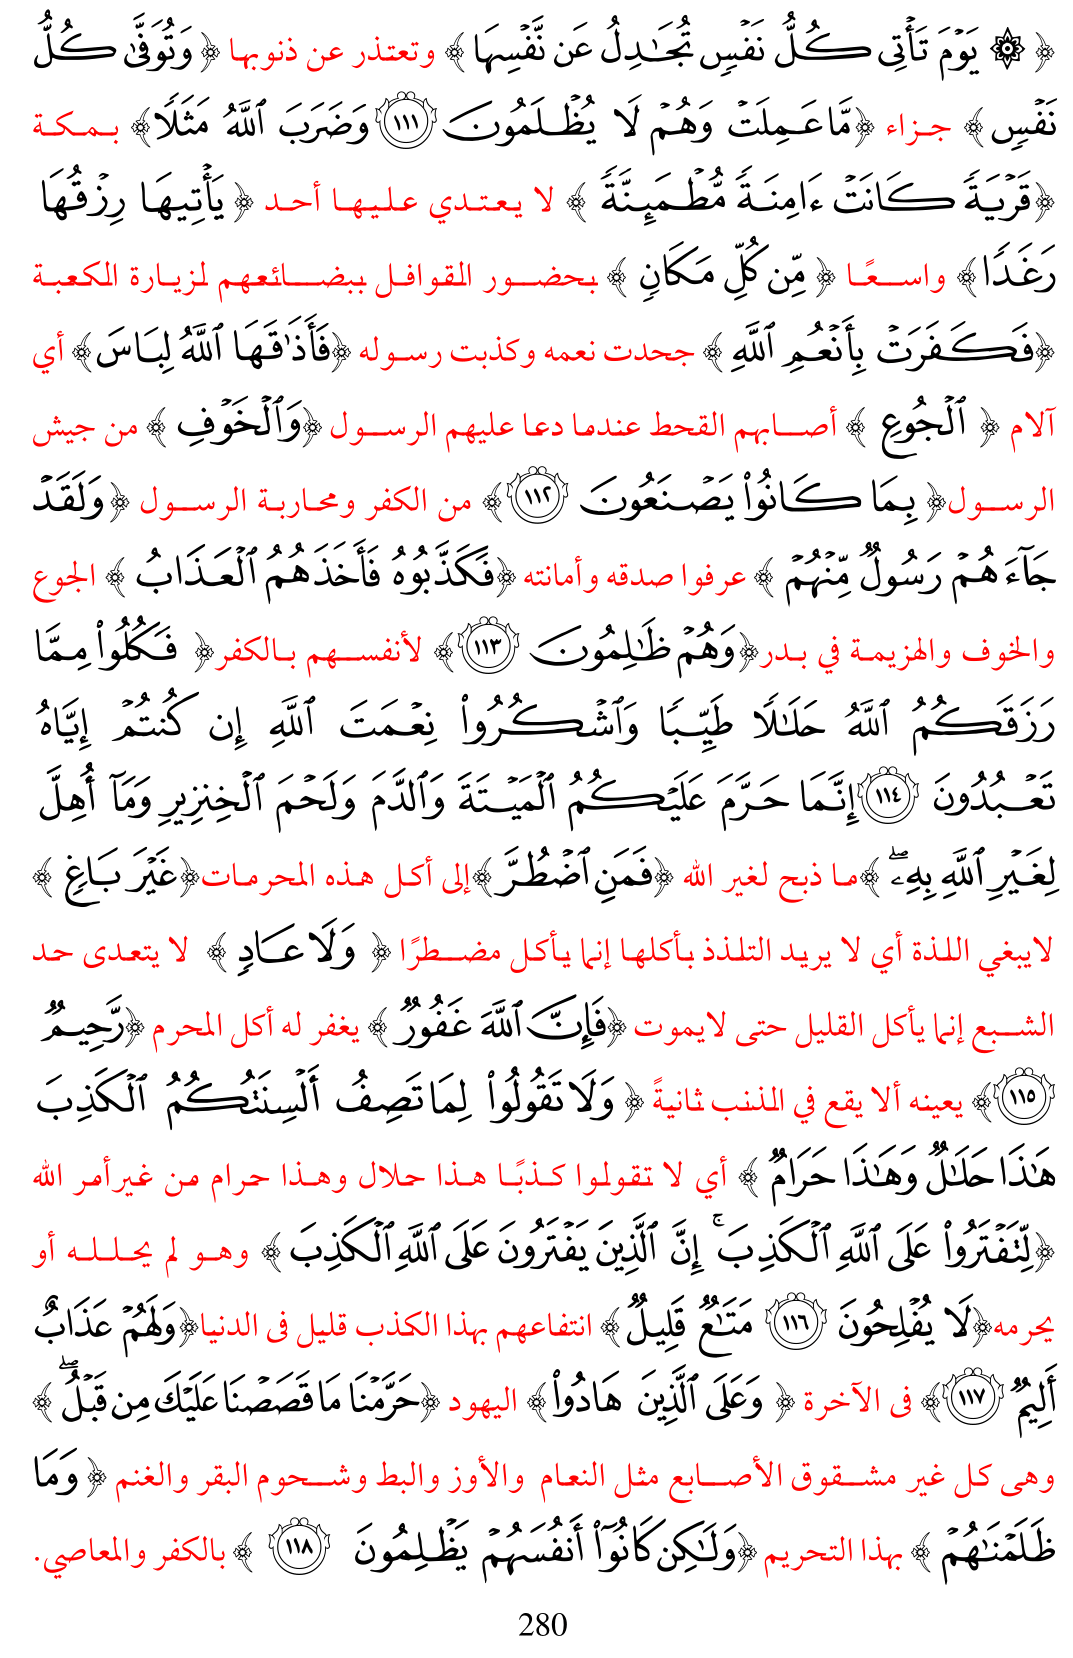 ﴿ ۞ يَوۡمَ تَأۡتِي كُلُّ نَفۡسٖ تُجَٰدِلُ عَن نَّفۡسِهَا ﴾ وتعتذر عن ذنوبها ﴿ وَتُوَفَّىٰ كُلُّ
نَفۡسٖ ﴾ جزاء ﴿مَّا عَمِلَتۡ وَهُمۡ لَا يُظۡلَمُونَ ١١١ وَضَرَبَ ٱللَّهُ مَثَلٗا﴾ بمكة
﴿قَرۡيَةٗ كَانَتۡ ءَامِنَةٗ مُّطۡمَئِنَّةٗ ﴾ لا يعتدي عليها أحد ﴿ يَأۡتِيهَا رِزۡقُهَا
رَغَدٗا﴾ واسعًا ﴿ مِّن كُلِّ مَكَانٖ ﴾ بحضور القوافل ببضائعهم لزيارة الكعبة
﴿فَكَفَرَتۡ بِأَنۡعُمِ ٱللَّهِ ﴾ جحدت نعمه وكذبت رسوله ﴿فَأَذَٰقَهَا ٱللَّهُ لِبَاسَ﴾ أي
آلام ﴿ ٱلۡجُوعِ ﴾ أصابهم القحط عندما دعا عليهم الرسول ﴿وَٱلۡخَوۡفِ ﴾ من جيش
الرسول﴿ بِمَا كَانُواْ يَصۡنَعُونَ ١١٢ ﴾ من الكفر ومحاربة الرسول ﴿وَلَقَدۡ
جَآءَهُمۡ رَسُولٞ مِّنۡهُمۡ ﴾ عرفوا صدقه وأمانته ﴿فَكَذَّبُوهُ فَأَخَذَهُمُ ٱلۡعَذَابُ ﴾ الجوع
والخوف والهزيمة في بدر﴿وَهُمۡ ظَٰلِمُونَ ١١٣﴾ لأنفسهم بالكفر﴿ فَكُلُواْ مِمَّا
رَزَقَكُمُ ٱللَّهُ حَلَٰلٗا طَيِّبٗا وَٱشۡكُرُواْ نِعۡمَتَ ٱللَّهِ إِن كُنتُمۡ إِيَّاهُ
تَعۡبُدُونَ ١١٤ إِنَّمَا حَرَّمَ عَلَيۡكُمُ ٱلۡمَيۡتَةَ وَٱلدَّمَ وَلَحۡمَ ٱلۡخِنزِيرِ وَمَآ أُهِلَّ
لِغَيۡرِ ٱللَّهِ بِهِۦۖ ﴾ما ذبح لغير الله ﴿فَمَنِ ٱضۡطُرَّ ﴾إلى أكل هذه المحرمات﴿غَيۡرَ بَاغٖ ﴾
لايبغي اللذة أي لا يريد التلذذ بأكلها إنما يأكل مضطرًا ﴿ وَلَا عَادٖ ﴾ لا يتعدى حد
الشبع إنما يأكل القليل حتى لايموت ﴿فَإِنَّ ٱللَّهَ غَفُورٞ ﴾ يغفر له أكل المحرم ﴿رَّحِيمٞ
١١٥﴾ يعينه ألا يقع في الذنب ثانيةً ﴿ وَلَا تَقُولُواْ لِمَا تَصِفُ أَلۡسِنَتُكُمُ ٱلۡكَذِبَ
هَٰذَا حَلَٰلٞ وَهَٰذَا حَرَامٞ ﴾ أي لا تقولوا كذبًا هذا حلال وهذا حرام من غيرأمر الله
﴿لِّتَفۡتَرُواْ عَلَى ٱللَّهِ ٱلۡكَذِبَۚ إِنَّ ٱلَّذِينَ يَفۡتَرُونَ عَلَى ٱللَّهِ ٱلۡكَذِبَ ﴾ وهو لم يحلله أو
يحرمه﴿لَا يُفۡلِحُونَ ١١٦ مَتَٰعٞ قَلِيلٞ﴾ انتفاعهم بهذا الكذب قليل فى الدنيا﴿وَلَهُمۡ عَذَابٌ
أَلِيمٞ ١١٧﴾ فى الآخرة ﴿ وَعَلَى ٱلَّذِينَ هَادُواْ﴾ اليهود ﴿حَرَّمۡنَا مَا قَصَصۡنَا عَلَيۡكَ مِن قَبۡلُۖ ﴾
وهى كل غير مشقوق الأصابع مثل النعام والأوز والبط وشحوم البقر والغنم ﴿ وَمَا
ظَلَمۡنَٰهُمۡ ﴾ بهذا التحريم ﴿وَلَٰكِن كَانُوٓاْ أَنفُسَهُمۡ يَظۡلِمُونَ ١١٨ ﴾ بالكفر والمعاصي.
280